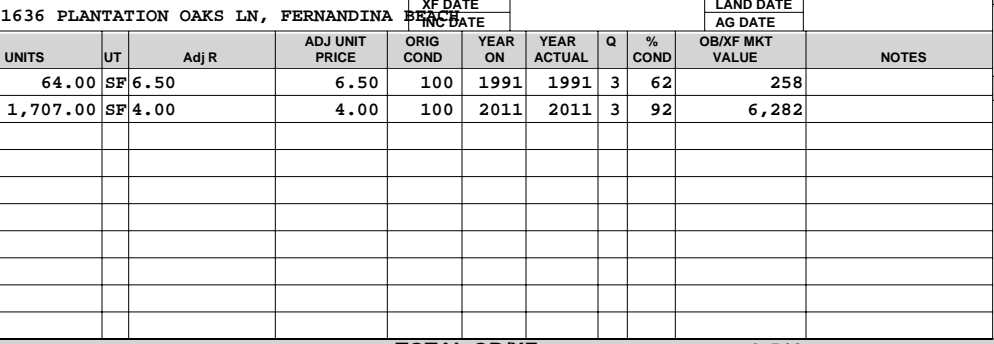 XF DATE LAND DATE
1636 PLANTATION OAKS LN, FERNANDINA BEACH
INC DATE AG DATE
UNITS UT Adj R ADJ UNIT PRICE ORIG COND YEAR ON YEAR ACTUAL Q % COND OB/XF MKT VALUE NOTES
64.00 SF 6.50 6.50 100 1991 1991 3 62 258
1,707.00 SF 4.00 4.00 100 2011 2011 3 92 6,282